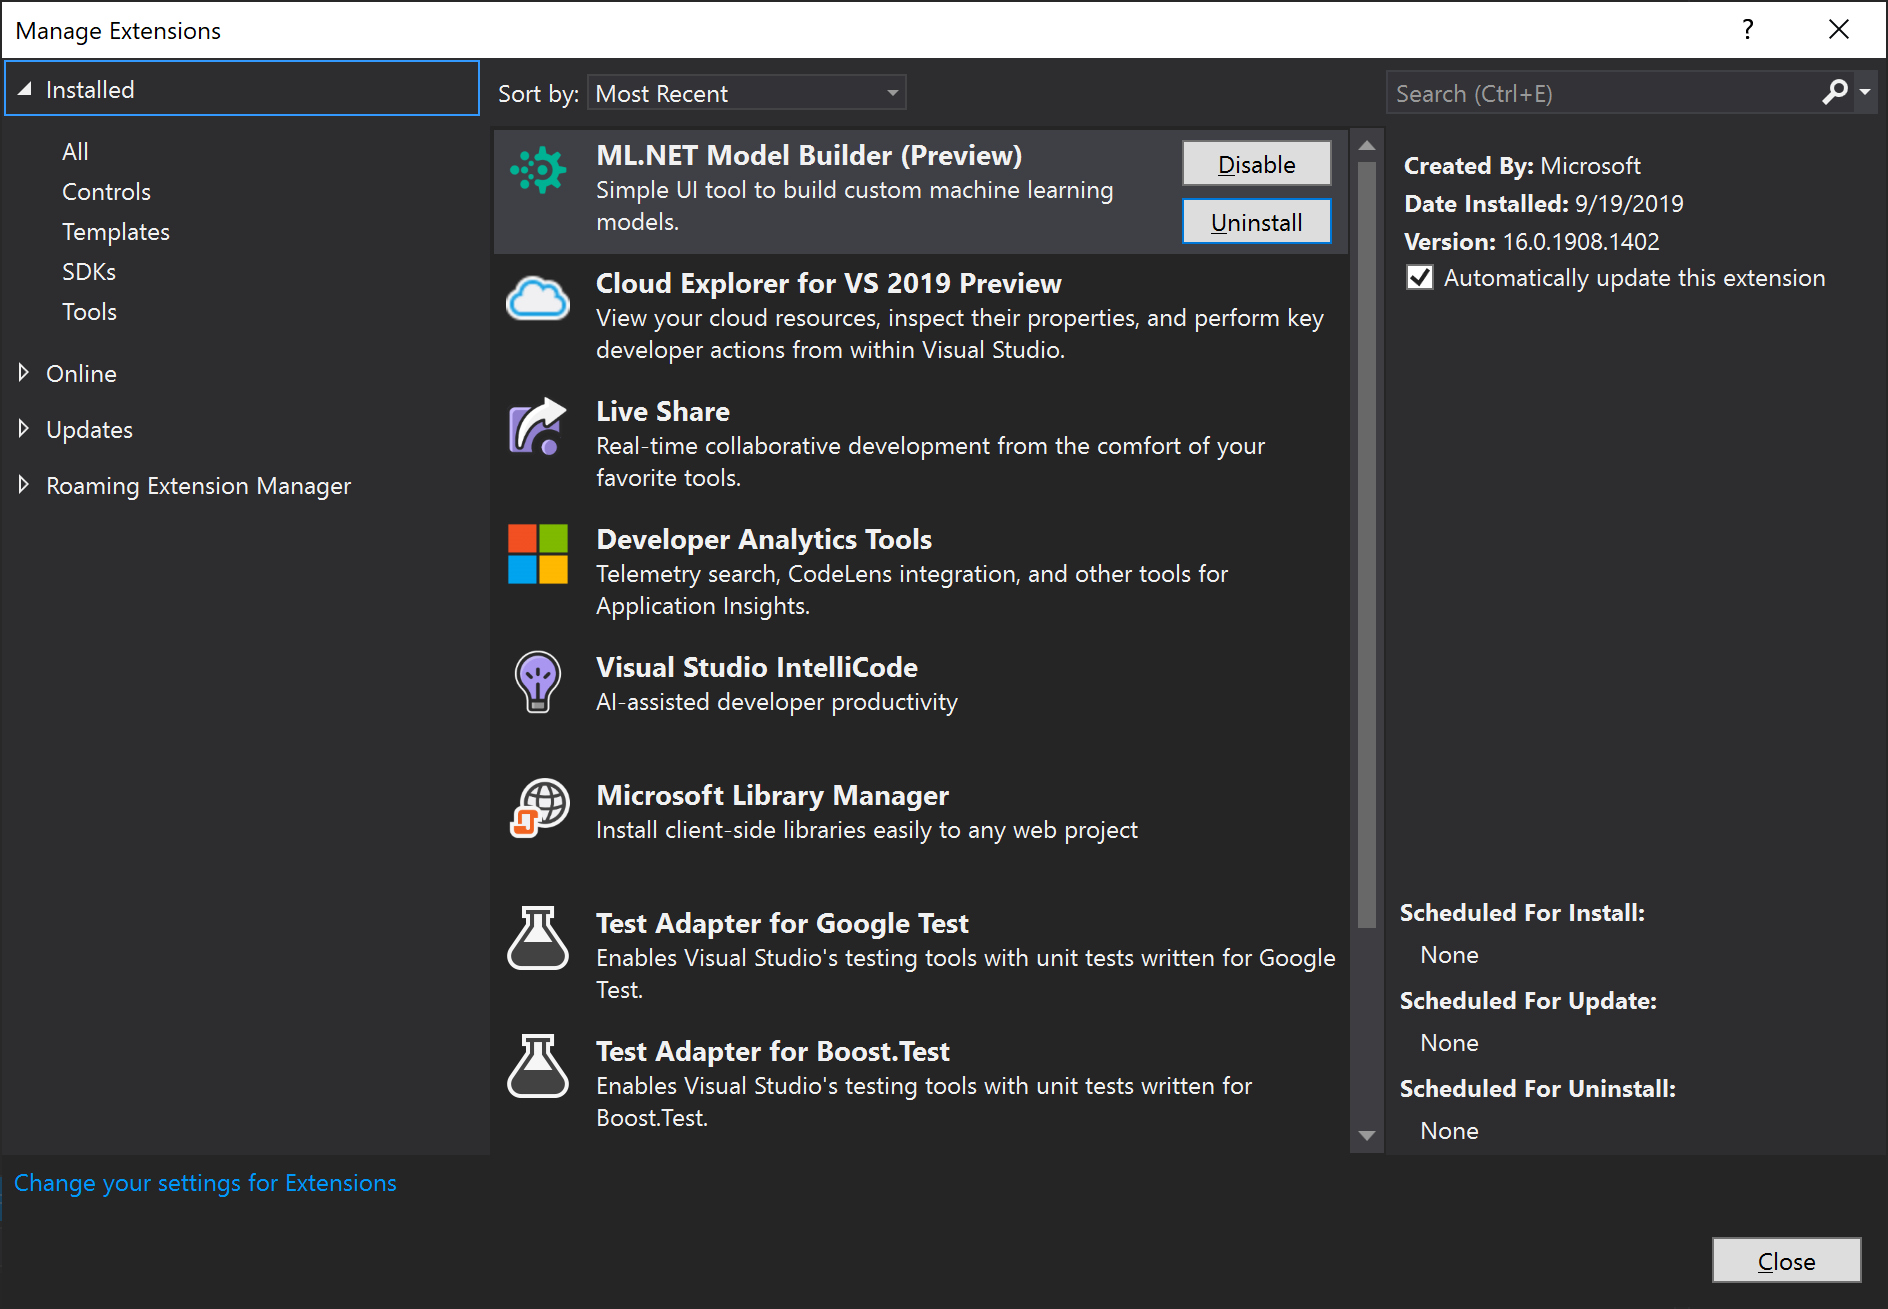 Manage Extensions
?
Installed
All
Controls
Templates
SDKs
Tools
Online
Updates
Roaming Extension Manager
Change your settings for Extensions
Sort by: Most Recent
ML.NET Model Builder (Preview)
Simple UI tool to build custom machine learning
models.
Disable
Uninstall
Cloud Explorer for VS 2019 Preview
View your cloud resources, inspect their properties, and perform key
developer actions from within Visual Studio.
Live Share
Real-time collaborative development from the comfort of your
favorite tools.
Developer Analytics Tools
Telemetry search, CodeLens integration, and other tools for
Application Insights.
Visual Studio IntelliCode
AI-assisted developer productivity
Microsoft Library Manager
Install client-side libraries easily to any web project
Test Adapter for Google Test
Enables Visual Studio's testing tools with unit tests written for Google
Test.
Test Adapter for Boost.Test
Enables Visual Studio's testing tools with unit tests written for
Boost.Test.
Search (Ctrl+E)
Created By: Microsoft
Date Installed: 9/19/2019
Version: 16.0.1908.1402
Automatically update this extension
Scheduled For Install:
None
Scheduled For Update:
None
Scheduled For Uninstall:
None
Close